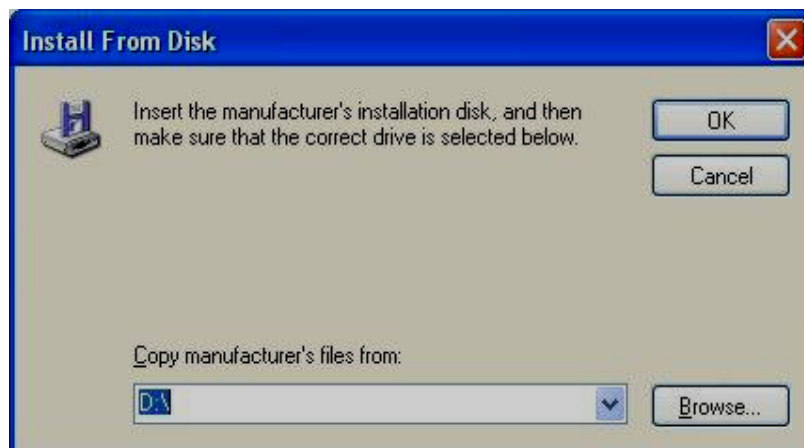 Install From Disk
Insert the manufacturer's installation disk, and then
make sure that the correct drive is selected below.
OK
Cancel
Copy manufacturer's files from:
D:\
Browse...